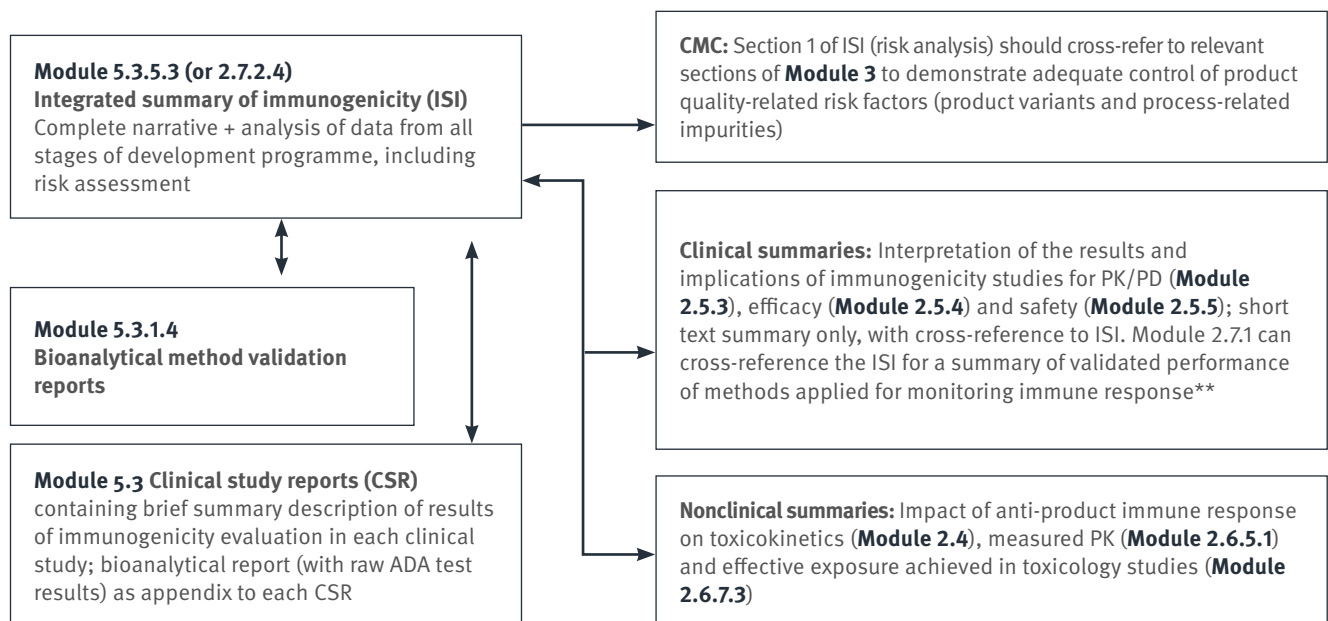 Module 5.3.5.3 (or 2.7.2.4)
Integrated summary of immunogenicity (ISI)
Complete narrative + analysis of data from all
stages of development programme, including
risk assessment
Module 5.3.1.4
Bioanalytical method validation
reports
Module 5.3 Clinical study reports (CSR)
containing brief summary description of results
of immunogenicity evaluation in each clinical
study; bioanalytical report (with raw ADA test
results) as appendix to each CSR
CMC: Section 1 of ISI (risk analysis) should cross-refer to relevant
sections of Module 3 to demonstrate adequate control of product
quality-related risk factors (product variants and process-related
impurities)
Clinical summaries: Interpretation of the results and
implications of immunogenicity studies for PK/PD (Module
2.5.3), efficacy (Module 2.5.4) and safety (Module 2.5.5); short
text summary only, with cross-reference to ISI. Module 2.7.1 can
cross-reference the ISI for a summary of validated performance
of methods applied for monitoring immune response**
Nonclinical summaries: Impact of anti-product immune response
on toxicokinetics (Module 2.4), measured PK (Module 2.6.5.1)
and effective exposure achieved in toxicology studies (Module
2.6.7.3)